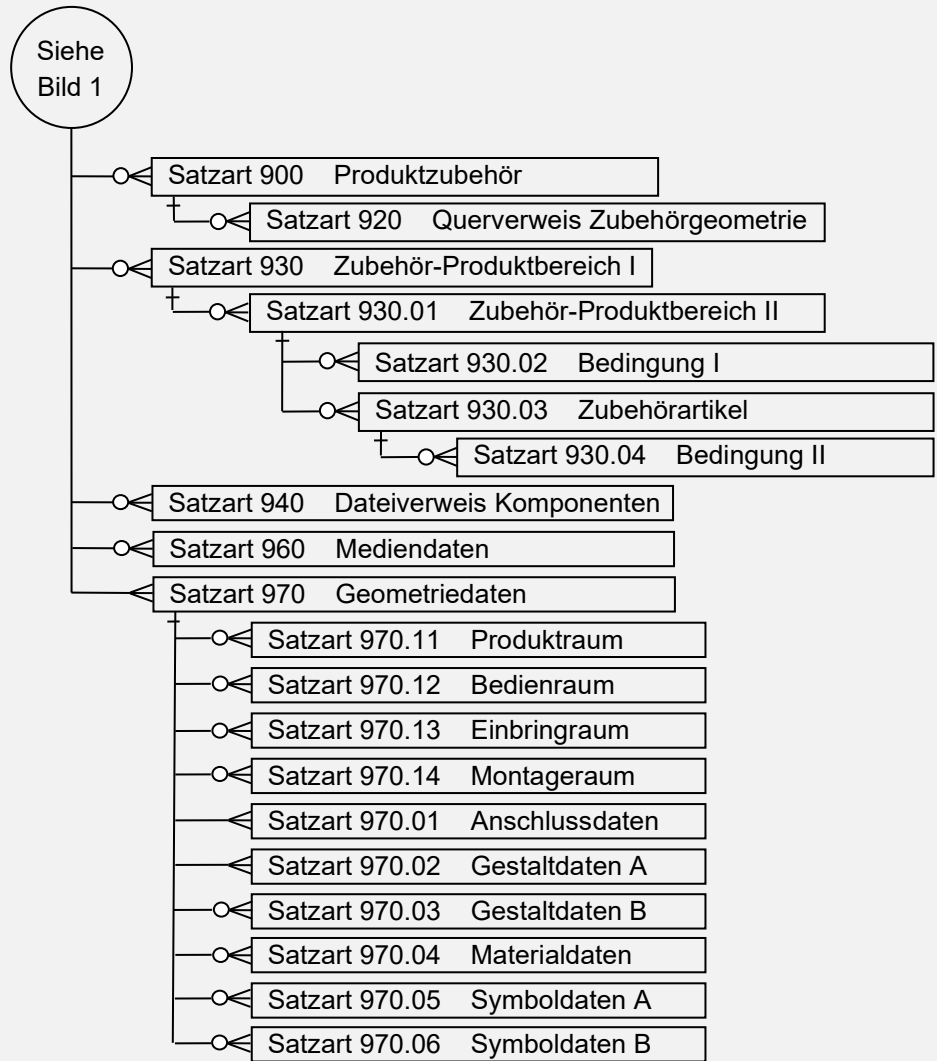 Siehe
Bild 1
Satzart 900 Produktzubehör
Satzart 920 Querverweis Zubehörgeometrie
Satzart 930 Zubehör-Produktbereich I
Satzart 930.01 Zubehör-Produktbereich II
Satzart 930.02 Bedingung I
Satzart 930.03 Zubehörartikel
Satzart 930.04 Bedingung II
Satzart 940 Dateiverweis Komponenten
Satzart 960 Mediendaten
Satzart 970 Geometriedaten
Satzart 970.11 Produktraum
Satzart 970.12 Bedienraum
Satzart 970.13 Einbringraum
Satzart 970.14 Montageraum
Satzart 970.01 Anschlussdaten
Satzart 970.02 Gestaltdaten A
Satzart 970.03 Gestaltdaten B
Satzart 970.04 Materialdaten
Satzart 970.05 Symboldaten A
Satzart 970.06 Symboldaten B